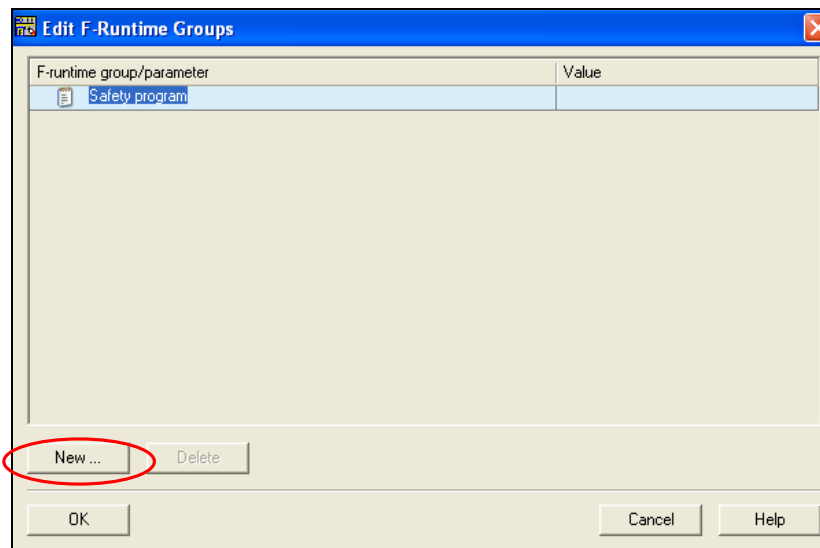 Edit F-Runtime Groups
F-runtime group/parameter Value
Safety program
New ... Delete
OK Cancel Help